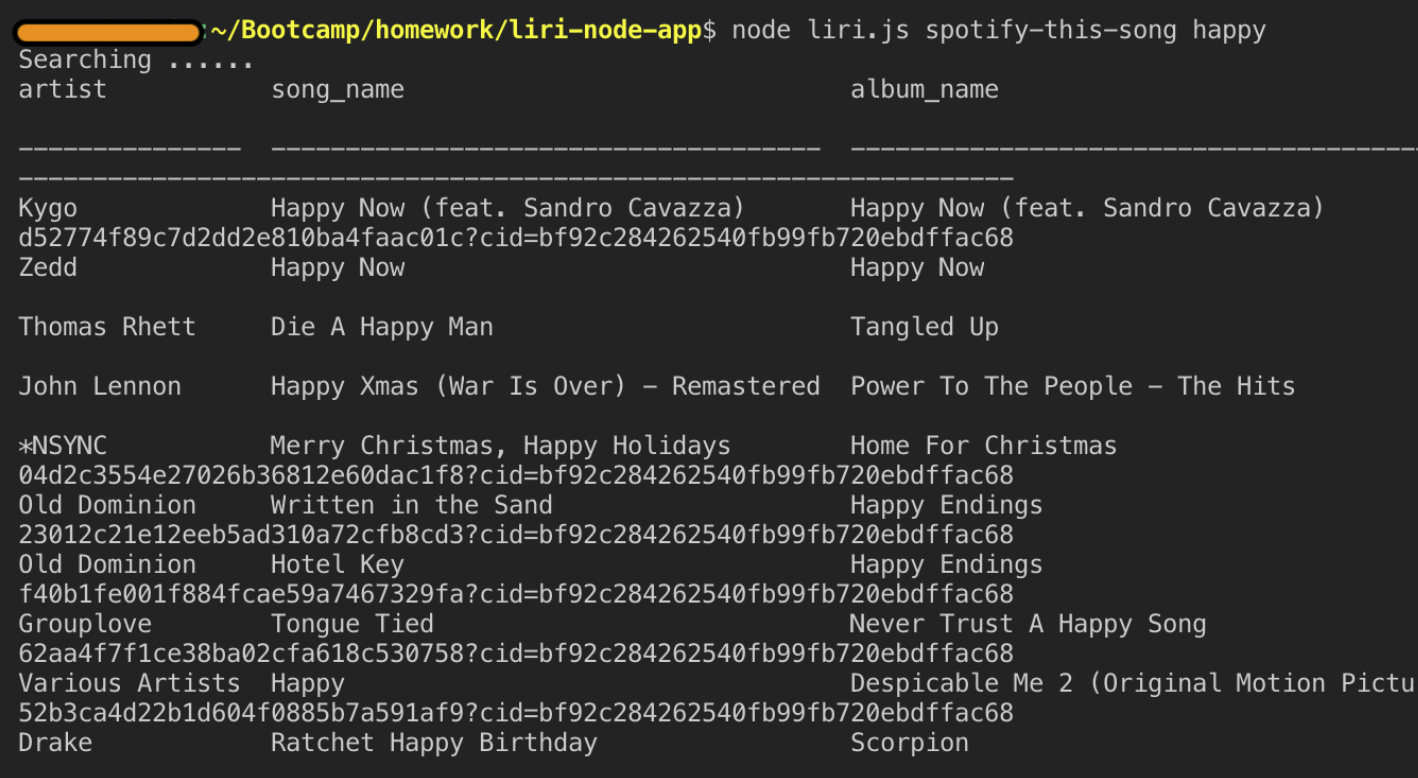 :~/Bootcamp/homework/liri-node-app$ node liri.js spotify-this-song happy
Searching ......
artist song_name album_name
--------------- ------------------------------------- --------------------------------------
-------------------------------------------------------------------
Kygo Happy Now (feat. Sandro Cavazza) Happy Now (feat. Sandro Cavazza)
d52774f89c7d2dd2e810ba4faac01c?cid=bf92c284262540fb99fb720ebdffac68
Zedd Happy Now Happy Now
Thomas Rhett Die A Happy Man Tangled Up
John Lennon Happy Xmas (War Is Over) - Remastered Power To The People - The Hits
*NSYNC Merry Christmas, Happy Holidays Home For Christmas
04d2c3554e27026b36812e60dac1f8?cid=bf92c284262540fb99fb720ebdffac68
Old Dominion Written in the Sand Happy Endings
23012c21e12eeb5ad310a72cfb8cd3?cid=bf92c284262540fb99fb720ebdffac68
Old Dominion Hotel Key Happy Endings
f40b1fe001f884fcae59a7467329fa?cid=bf92c284262540fb99fb720ebdffac68
Grouplove Tongue Tied Never Trust A Happy Song
62aa4f7f1ce38ba02cfa618c530758?cid=bf92c284262540fb99fb720ebdffac68
Various Artists Happy Despicable Me 2 (Original Motion Pictu
52b3ca4d22b1d604f0885b7a591af9?cid=bf92c284262540fb99fb720ebdffac68
Drake Ratchet Happy Birthday Scorpion